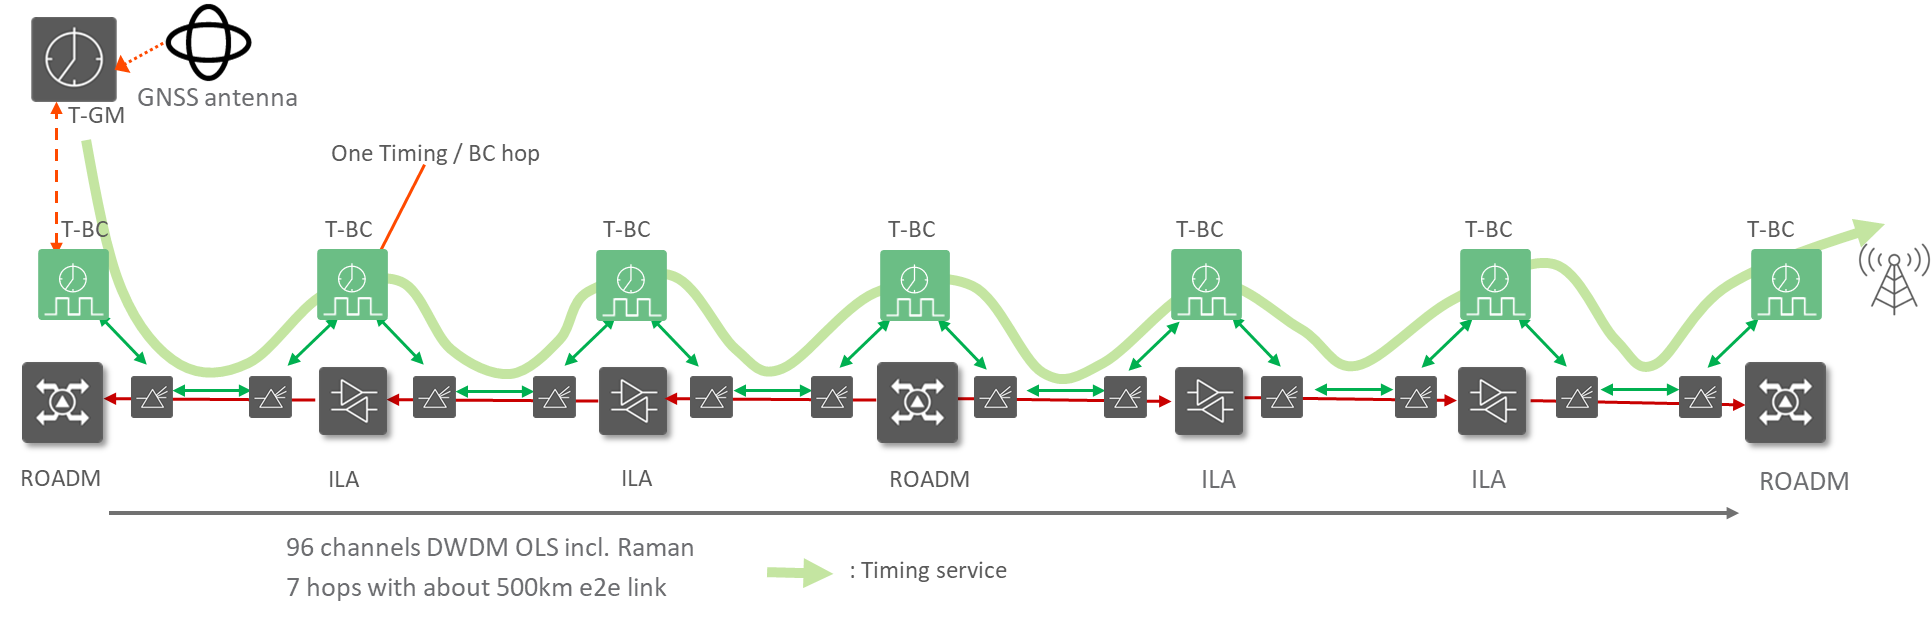 GNSS antenna
T-GM
One Timing / BC hop
T-BC
T-BC
T-BC
T-BC
T-BC
T-BC
T-BC
ROADM
ILA
ILA
ROADM
ILA
ILA
ROADM
96 channels DWDM OLS incl. Raman
7 hops with about 500km e2e link
: Timing service